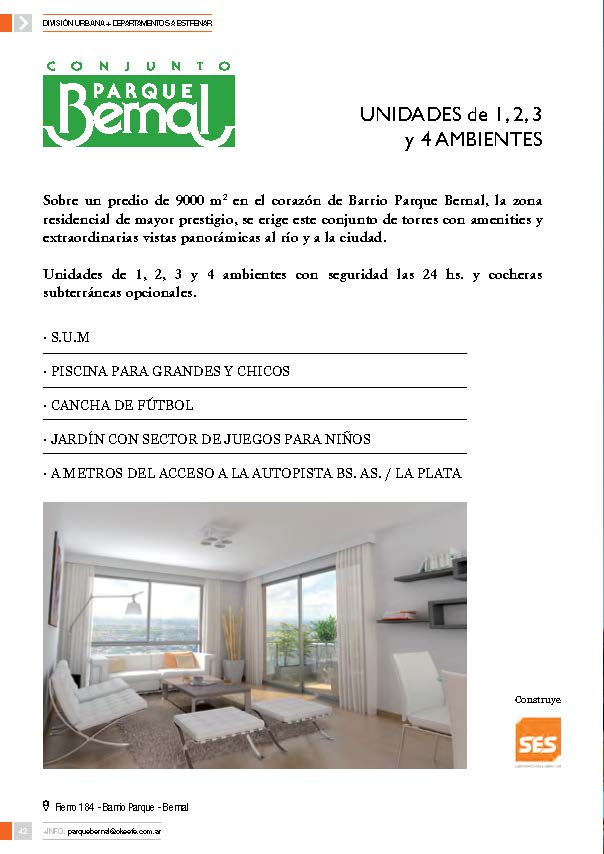 DIVISIÓN URBANA + DEPARTAMENTOS A ESTRENAR
CONJUNTO
PARQUE
Bernal
UNIDADES de 1, 2, 3
y 4 AMBIENTES
Sobre un predio de 9000 m² en el corazón de Barrio Parque Bernal, la zona
residencial de mayor prestigio, se erige este conjunto de torres con amenities y
extraordinarias vistas panorámicas al río y a la ciudad.
Unidades de 1, 2, 3 y 4 ambientes con seguridad las 24 hs. y cocheras
subterráneas opcionales.
· S.U.M
· PISCINA PARA GRANDES Y CHICOS
· CANCHA DE FÚTBOL
· JARDÍN CON SECTOR DE JUEGOS PARA NIÑOS
· A METROS DEL ACCESO A LA AUTOPISTA BS. AS. / LA PLATA
Construye
SES
Fierro 184 - Barrio Parque - Bernal
42
+INFO: parquebernal@okeefe.com.ar